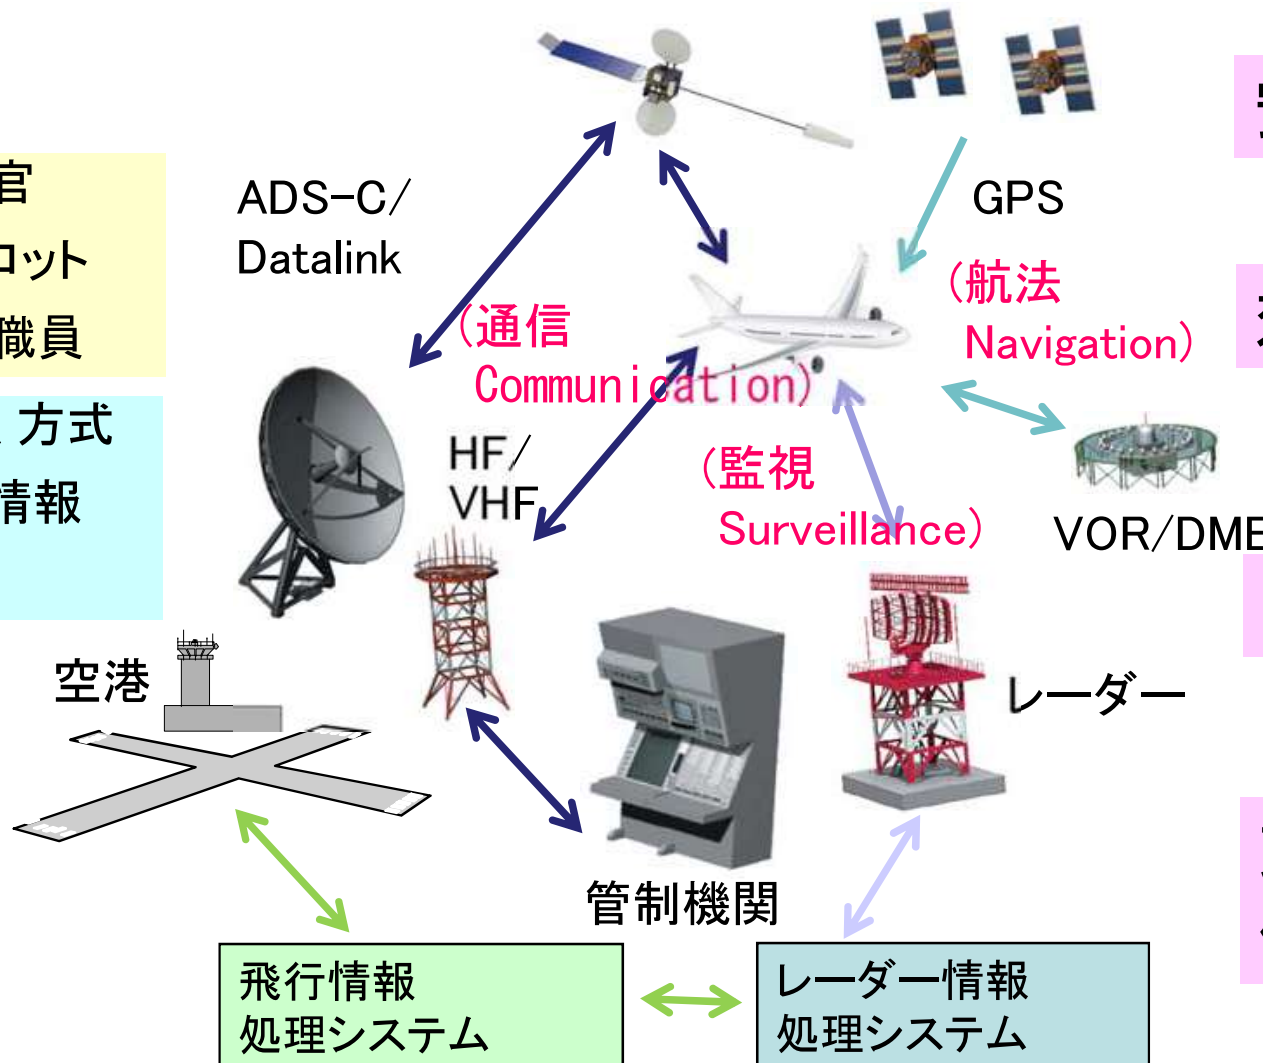 官
ロット
職員
方式
情報
ADS-C/
Datalink
GPS
(通信
Communication)
(航法
Navigation)
HF/
VHF
(監視
Surveillance)
VOR/DME
空港
レーダー
管制機関
飛行情報
処理システム
レーダー情報
処理システム